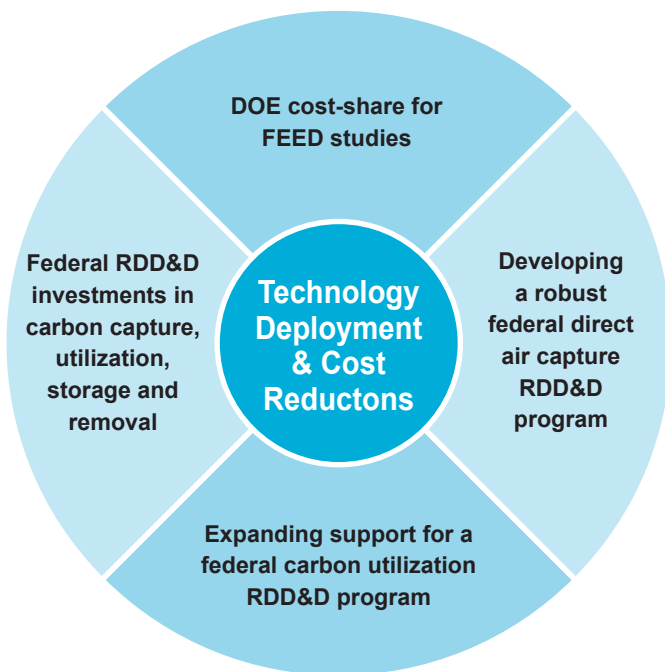 DOE cost-share for
FEED studies
Federal RDD&D
investments in
carbon capture,
utilization,
storage and
removal
Technology
Deployment
& Cost
Reductons
Developing
a robust
federal direct
air capture
RDD&D
program
Expanding support for a
federal carbon utilization
RDD&D program